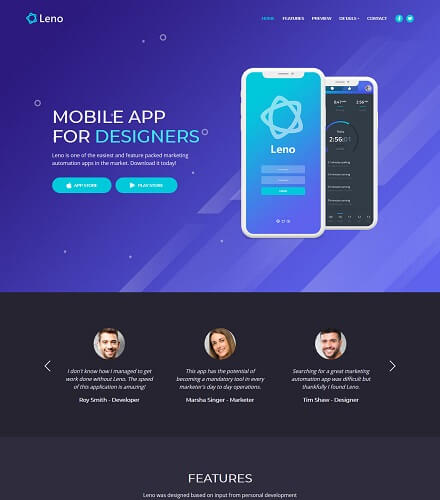 Leno
HOME FEATURES PREVIEW DETAILS CONTACT
MOBILE APP
FOR DESIGNERS
Leno is one of the easiest and feature packed marketing
automation apps in the market. Download it today!
APP STORE PLAY STORE
Leno
Today
2:56:01
I don't know how I managed to get
work done without Leno. The speed
of this application is amazing!
Roy Smith - Developer
This app has the potential of
becoming a mandatory tool in every
marketer's day to day operations.
Marsha Singer - Marketer
Searching for a great marketing
automation app was difficult but
thankfully I found Leno.
Tim Shaw - Designer
FEATURES
Leno was designed based on input from personal development